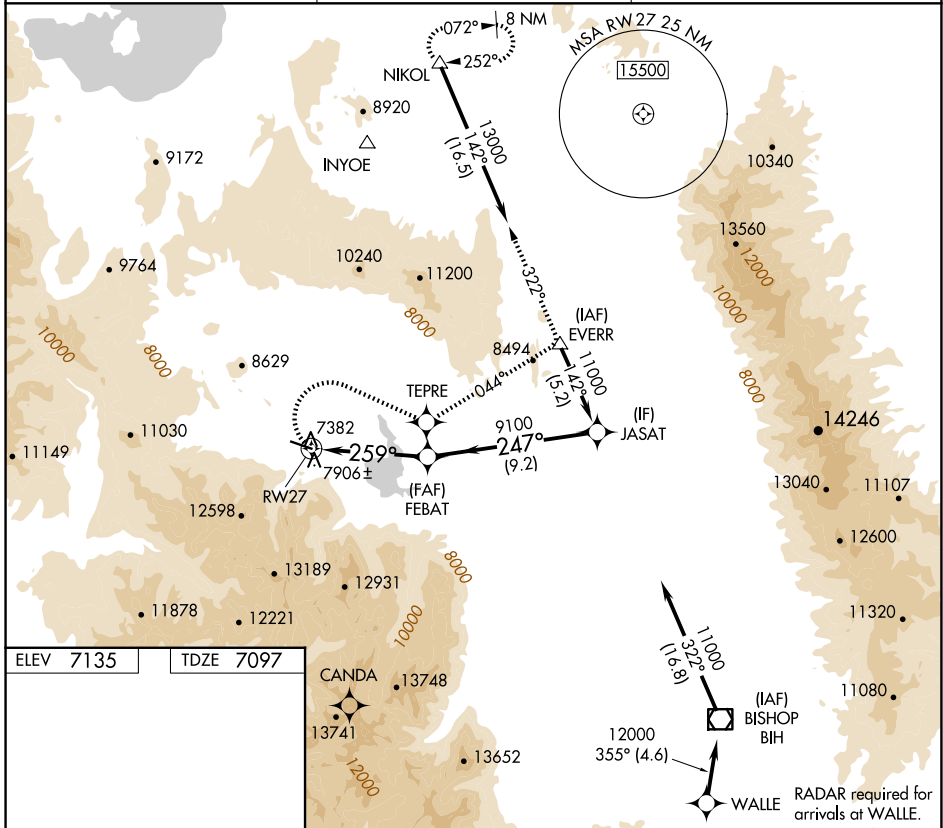 072°
8 NM
252°
NIKOL
MSA RW27 25 NM
15500
8920
INYOE
9172
13000
142°
(16.5)
10340
13560
12000
10000
10240
11200
9764
8000
322°
10000
8000
8629
(IAF)
EVERR
8494
11000
142°
(5.2)
044°
TEPRE
8000
(IF)
JASAT
9100
247°
(9.2)
14246
11030
7382
259°
7906±
11149
RW27
(FAF)
FEBAT
13040
11107
12598
12600
8000
13189
12931
10000
11878
12221
11320
11000
322°
(16.8)
ELEV 7135
TDZE 7097
CANDA
13748
11080
(IAF)
BISHOP
BIH
13741
12000
355° (4.6)
13652
12000
WALLE
RADAR required for
arrivals at WALLE.